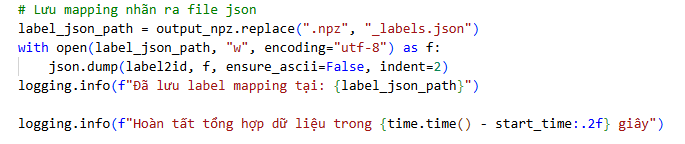 # Lưu mapping nhãn ra file json
label_json_path = output_npz.replace(".npz", "_labels.json")
with open(label_json_path, "w", encoding="utf-8") as f:
    json.dump(label2id, f, ensure_ascii=False, indent=2)
logging.info(f"Đã lưu label mapping tại: {label_json_path}")

logging.info(f"Hoàn tất tổng hợp dữ liệu trong {time.time() - start_time:.2f} giây")